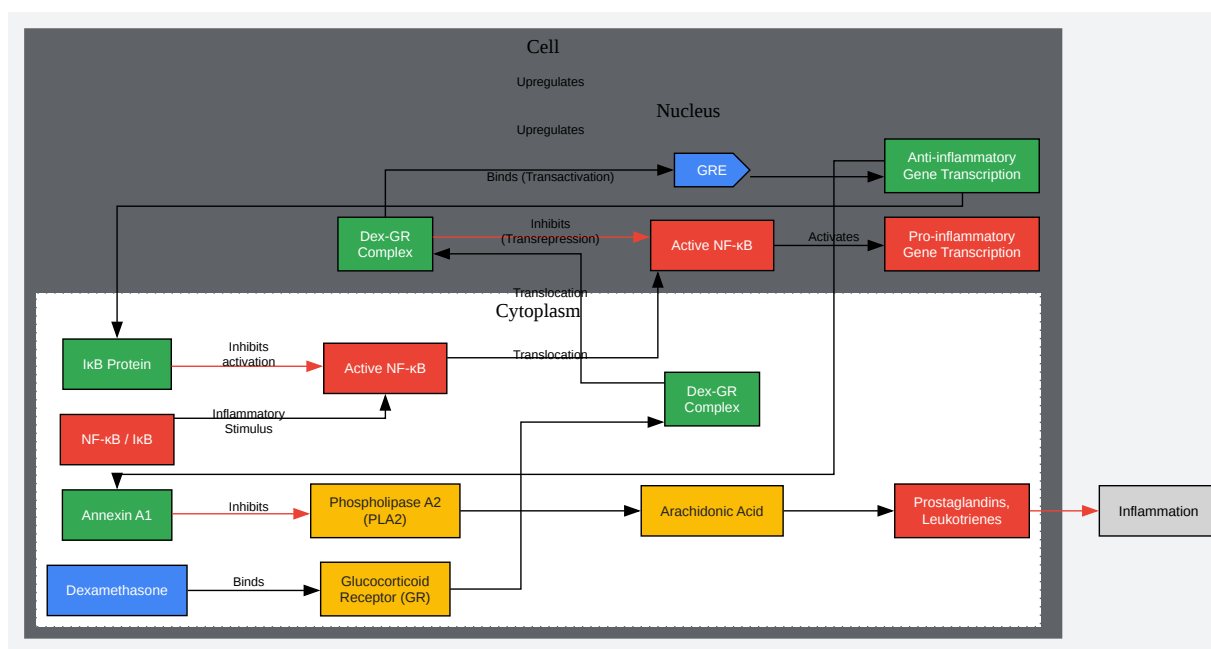 Cell
Upregulates
Nucleus
Upregulates
Anti-inflammatory
Gene Transcription
GRE
Binds (Transactivation)
Dex-GR
Complex
Inhibits
(Transrepression)
Active NF-κB
Activates
Pro-inflammatory
Gene Transcription
Translocation
Cytoplasm
IκB Protein
Inhibits
activation
Active NF-κB
Translocation
Dex-GR
Complex
NF-κB / IκB
Inflammatory
Stimulus
Annexin A1
Inhibits
Phospholipase A2
(PLA2)
Arachidonic Acid
Prostaglandins,
Leukotrienes
Inflammation
Dexamethasone
Binds
Glucocorticoid
Receptor (GR)